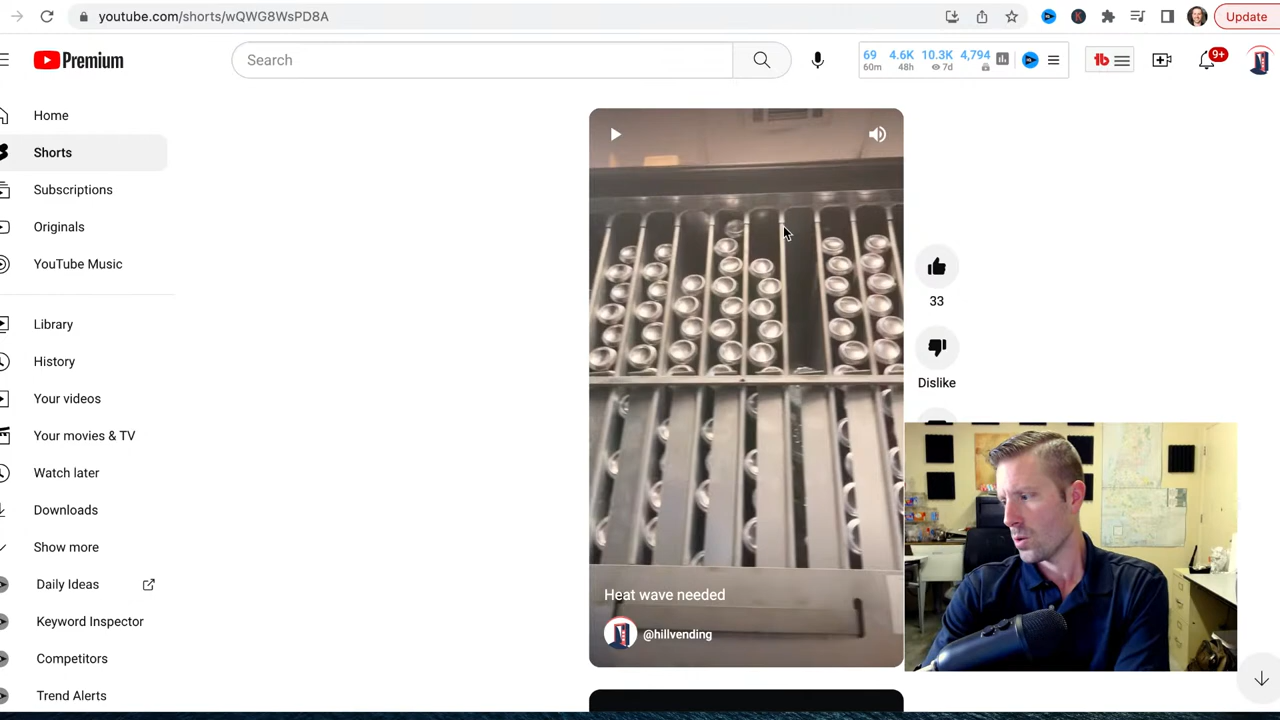 youtube.com/shorts/wQWG8WsPD8A
Update
Premium
Search
69 4.6K 10.3K 4,794
60m 48h 7d
9+
Home
Shorts
Subscriptions
Originals
YouTube Music
Library
History
Your videos
Your movies & TV
Watch later
Downloads
Show more
Daily Ideas
Keyword Inspector
Competitors
Trend Alerts
33
Dislike
Heat wave needed
@hillvending